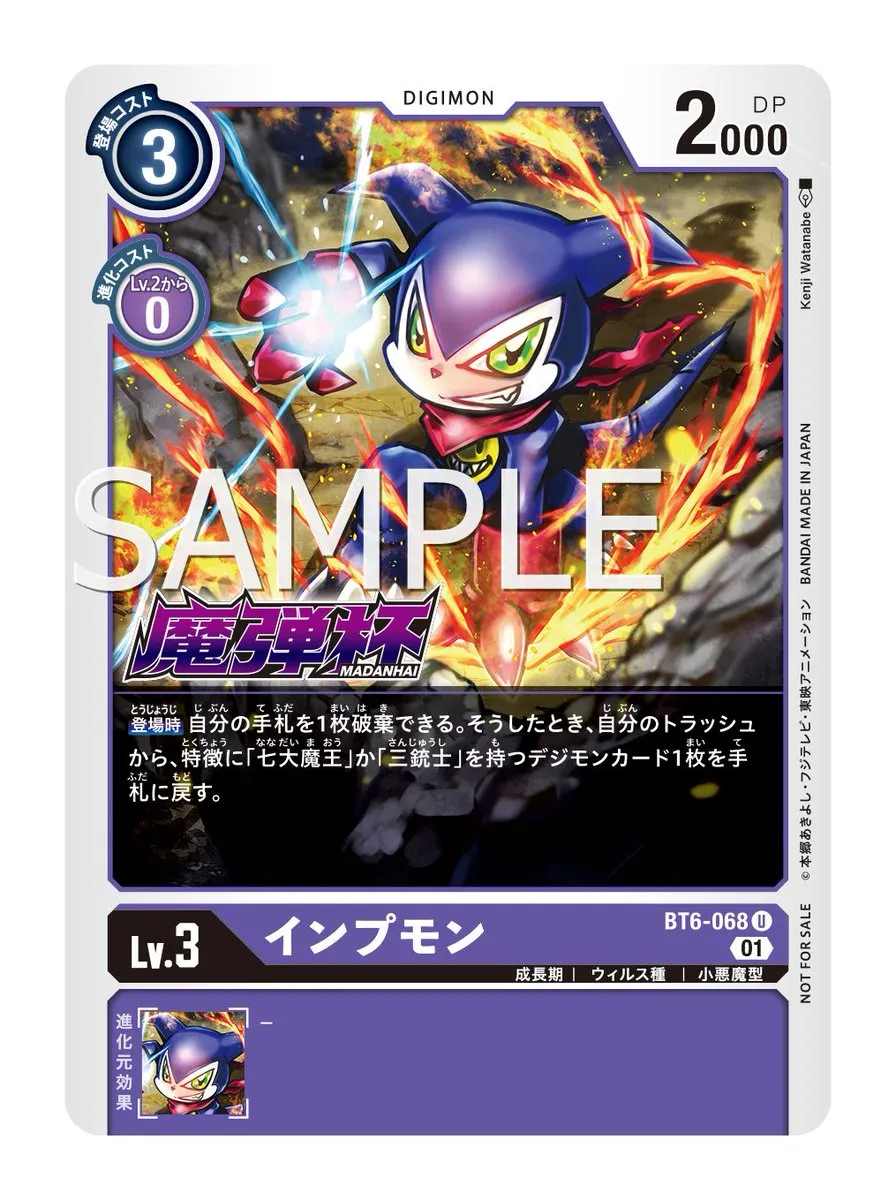 DIGIMON
登場コスト
3
2000
DP
進化コスト
Lv.2から
0
Kenji Watanabe
SAMPLE
魔弾杯
MADANHAI
登場時 自分の手札を1枚破棄できる。そうしたとき、自分のトラッシュ
から、特徴に「七大魔王」か「三銃士」を持つデジモンカード1枚を手
札に戻す。
©本郷あきよし・フジテレビ・東映アニメーション BANDAI MADE IN JAPAN
NOT FOR SALE
Lv.3
インプモン
BT6-068 U
01
成長期 | ウィルス種 | 小悪魔型
進化元効果
–